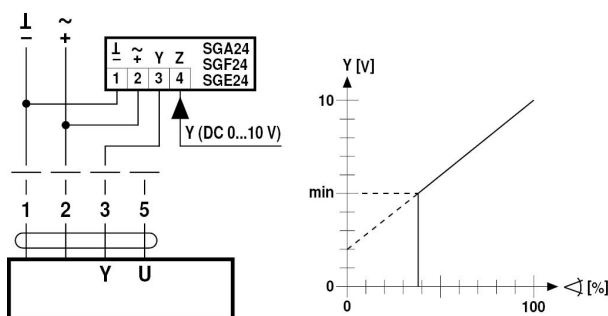 ⊥ ~
– +
⊥ ~ Y Z
– +
1 2 3 4
SGA24
SGF24
SGE24
Y (DC 0...10 V)
1 2 3 5
Y U
Y [V]
10
min
0
0 100
∢ [%]